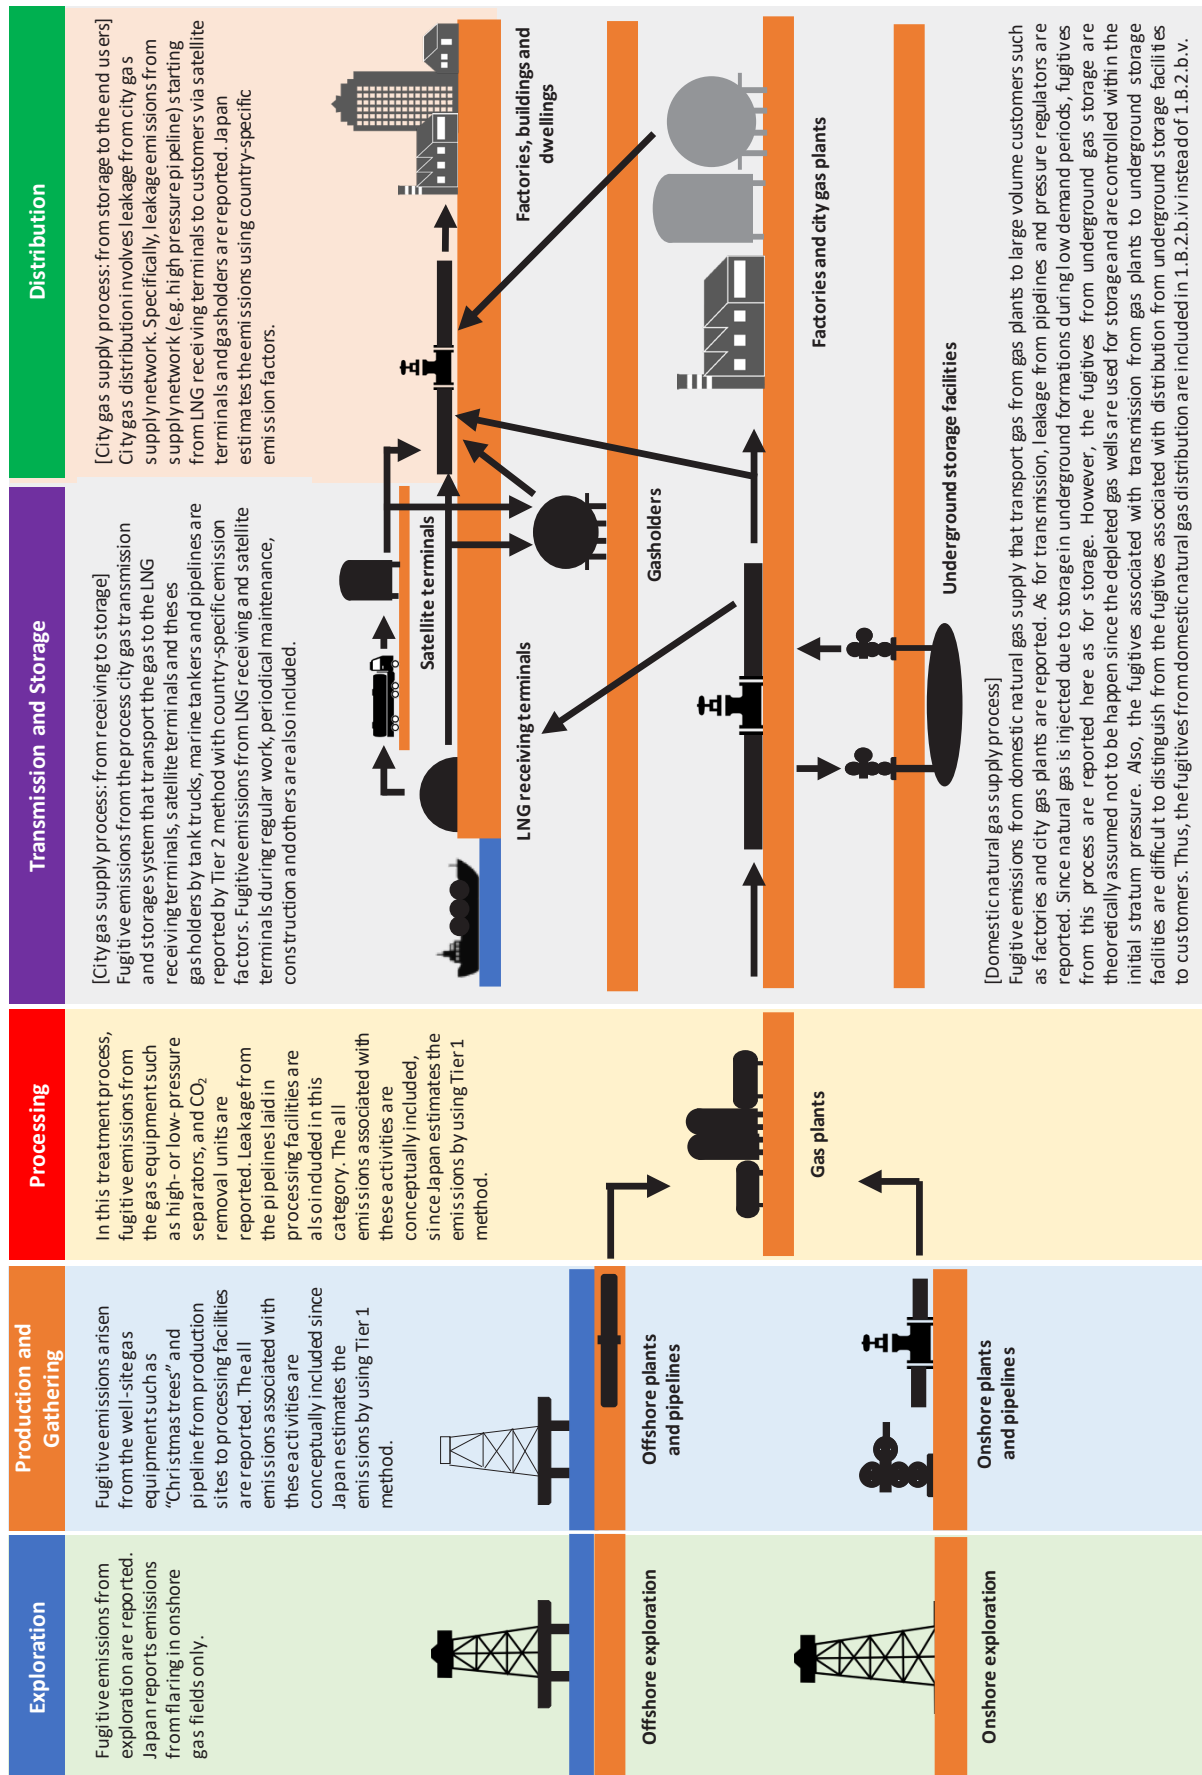 Exploration
Fugitive emissions from
exploration are reported.
Japan reports emissions
from flaring in onshore
gas fields only.
Offshore exploration
Onshore exploration
Production and
Gathering
Fugitive emissions arisen
from the well-site gas
equipment such as
“Christmas trees” and
pipeline from production
sites to processing facilities
are reported. The all
emissions associated with
these activities are
conceptually included since
Japan estimates the
emissions by using Tier 1
method.
Offshore plants
and pipelines
Onshore plants
and pipelines
Processing
In this treatment process,
fugitive emissions from
the gas equipment such
as high- or low- pressure
separators, and CO₂
removal units are
reported. Leakage from
the pipelines laid in
processing facilities are
also included in this
category. The all
emissions associated with
these activities are
conceptually included,
since Japan estimates the
emissions by using Tier 1
method.
Gas plants
Transmission and Storage
[City gas supply process: from receiving to storage]
Fugitive emissions from the process city gas transmission
and storage system that transport the gas to the LNG
receiving terminals, satellite terminals and theses
gasholders by tank trucks, marine tankers and pipelines are
reported by Tier 2 method with country-specific emission
factors. Fugitive emissions from LNG receiving and satellite
terminals during regular work, periodical maintenance,
construction and others are also included.
Satellite terminals
LNG receiving terminals
Gasholders
Underground storage facilities
Distribution
[City gas supply process: from storage to the end users]
City gas distribution involves leakage from city gas
supply network. Specifically, leakage emissions from
supply network (e.g. high pressure pipeline) starting
from LNG receiving terminals to customers via satellite
terminals and gasholders are reported. Japan
estimates the emissions using country-specific
emission factors.
Factories, buildings and
dwellings
Factories and city gas plants
[Domestic natural gas supply process]
Fugitive emissions from domestic natural gas supply that transport gas from gas plants to large volume customers such
as factories and city gas plants are reported. As for transmission, leakage from pipelines and pressure regulators are
reported. Since natural gas is injected due to storage in underground formations during low demand periods, fugitives
from this process are reported here as for storage. However, the fugitives from underground gas storage are
theoretically assumed not to be happen since the depleted gas wells are used for storage and are controlled within the
initial stratum pressure. Also, the fugitives associated with transmission from gas plants to underground storage
facilities are difficult to distinguish from the fugitives associated with distribution from underground storage facilities
to customers. Thus, the fugitives from domestic natural gas distribution are included in 1.B.2.b.iv instead of 1.B.2.b.v.